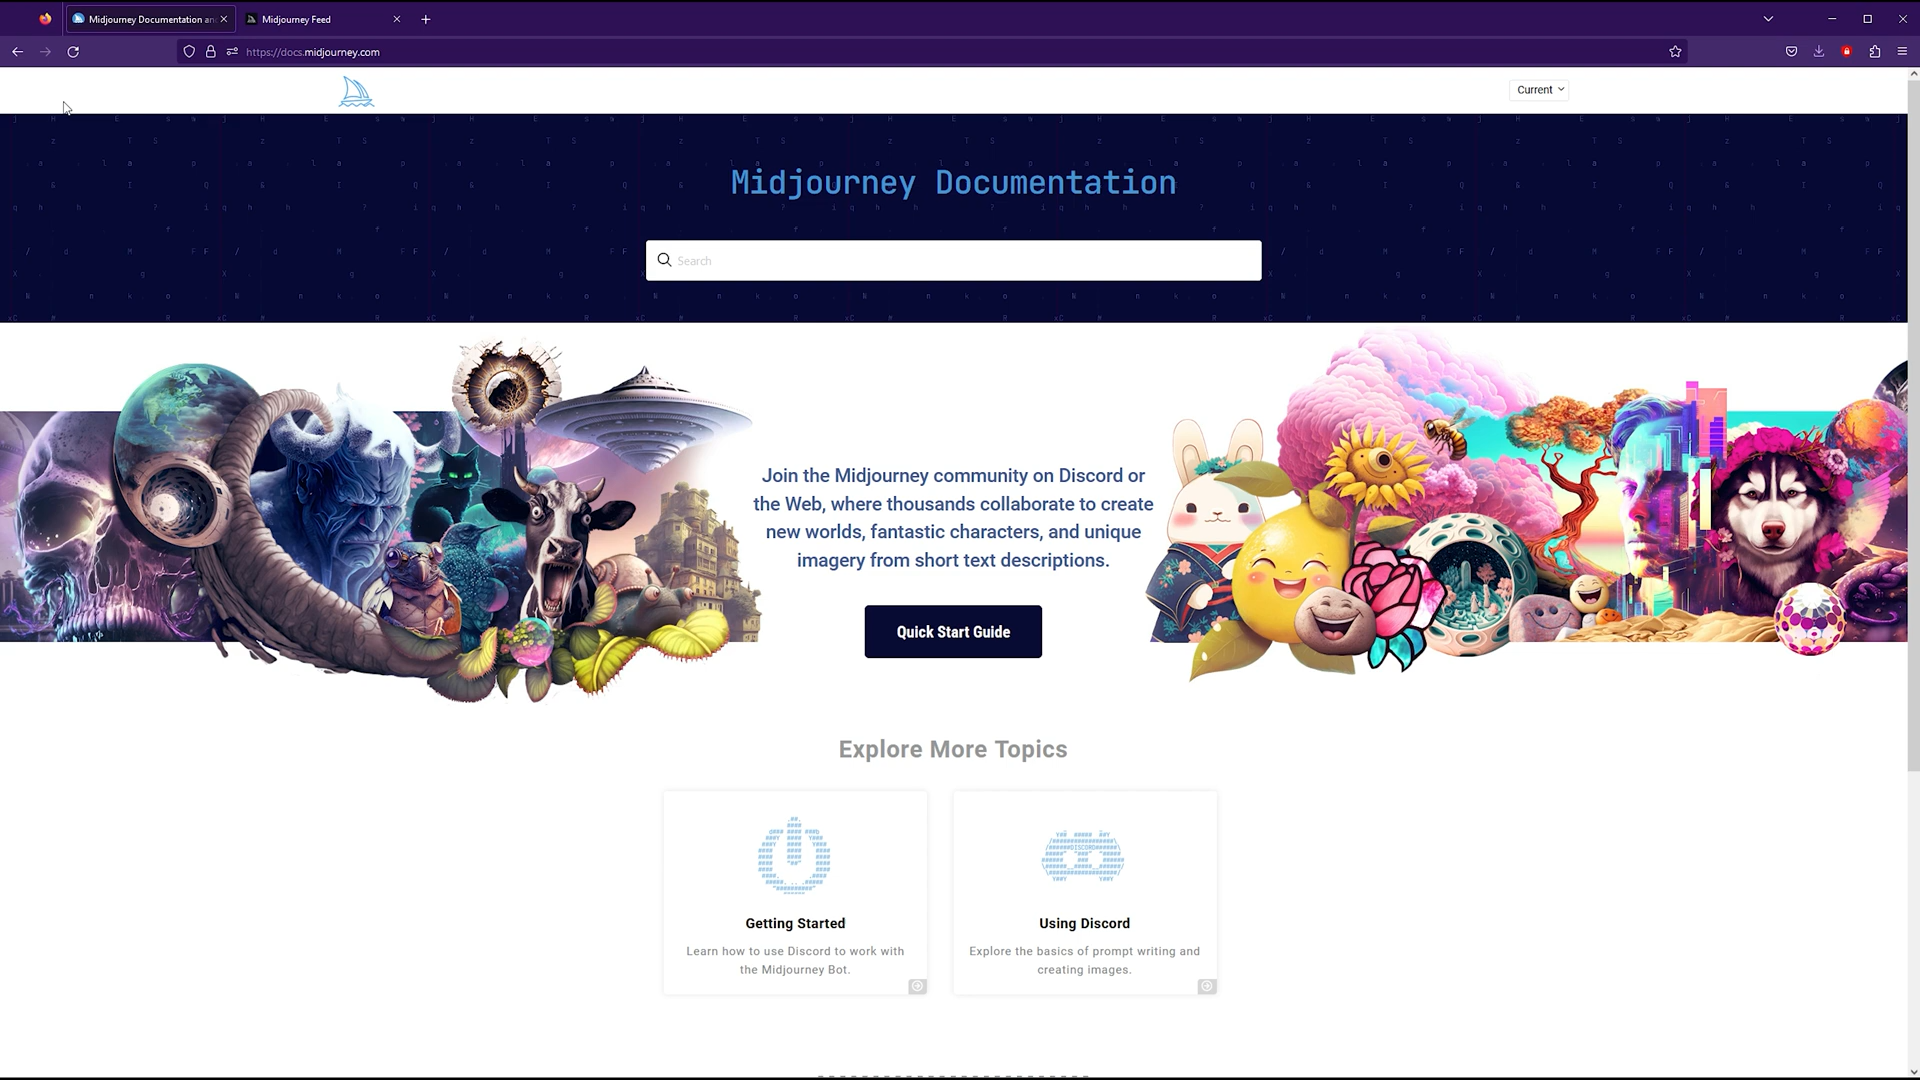 Midjourney Documentation an
Midjourney Feed
https://docs.midjourney.com
Current
Midjourney Documentation
Search
Join the Midjourney community on Discord or
the Web, where thousands collaborate to create
new worlds, fantastic characters, and unique
imagery from short text descriptions.
Quick Start Guide
Explore More Topics
Getting Started
Learn how to use Discord to work with
the Midjourney Bot.
Using Discord
Explore the basics of prompt writing and
creating images.